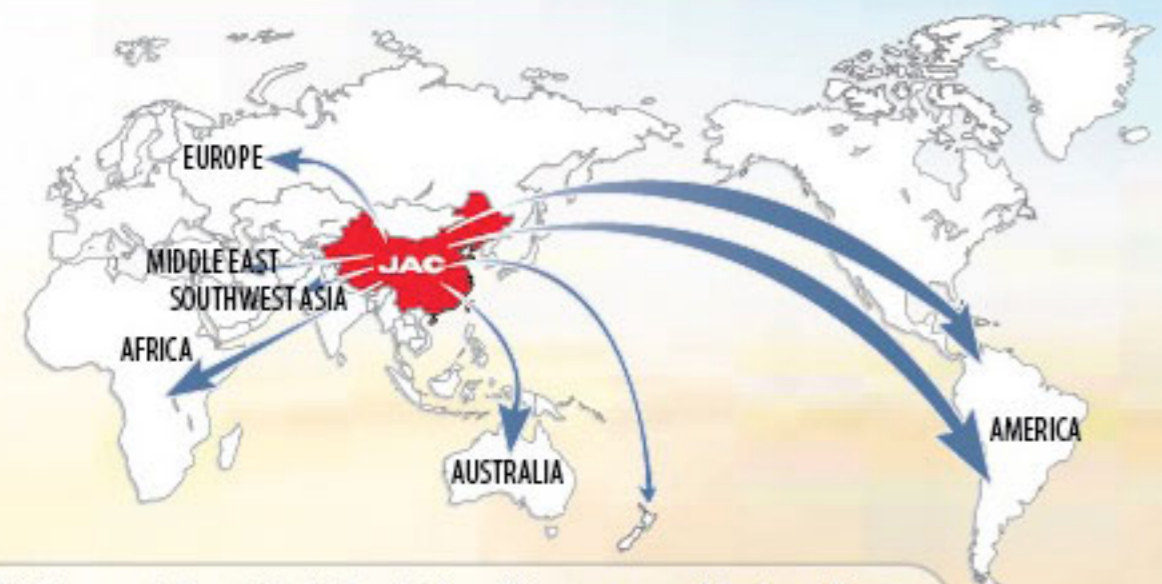 EUROPE
MIDDLE EAST
JAC
SOUTHWEST ASIA
AFRICA
AMERICA
AUSTRALIA